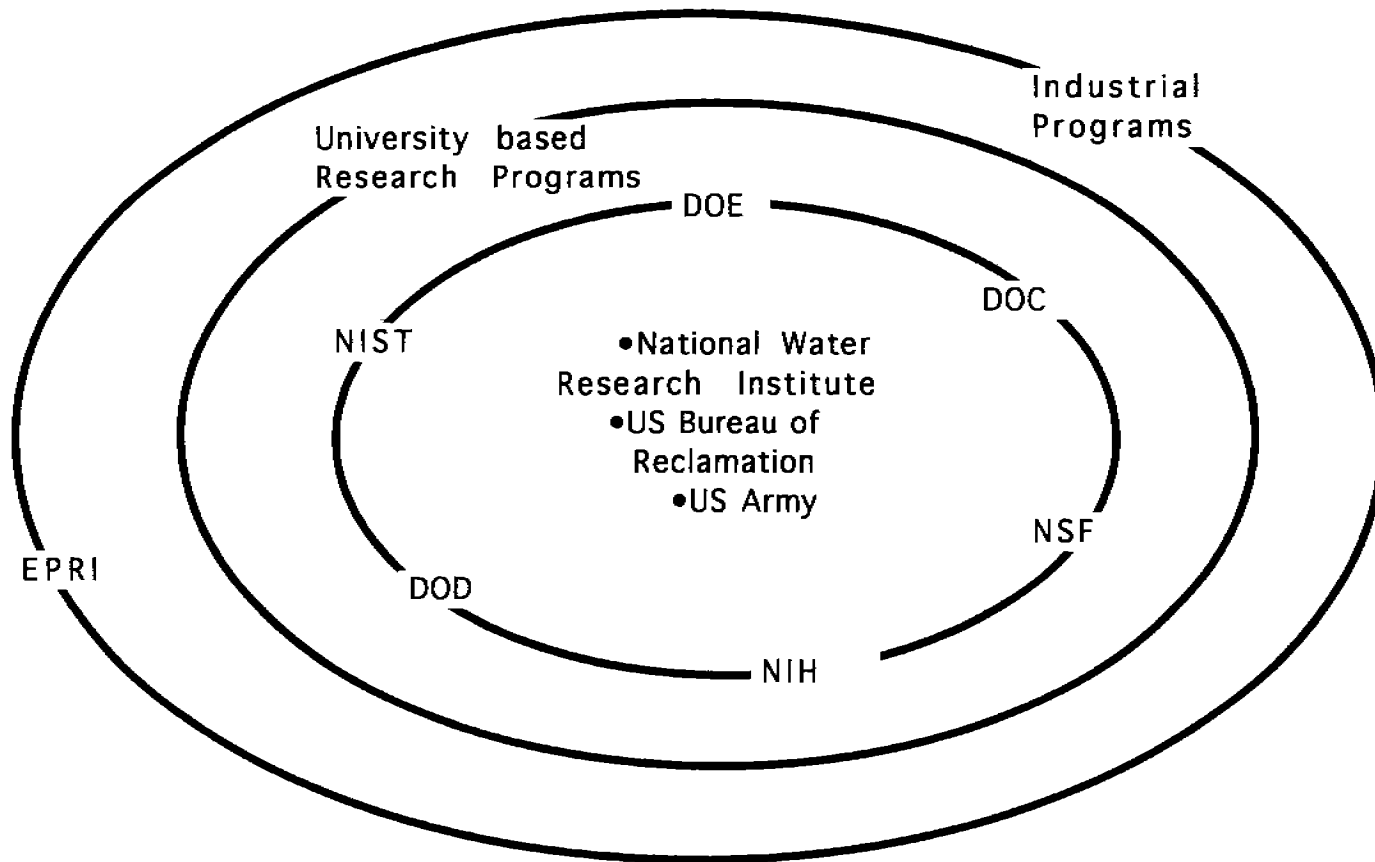 Industrial
Programs
University based
Research Programs
DOE
DOC
NIST
•National Water
Research Institute
•US Bureau of
Reclamation
•US Army
NSF
EPRI
DOD
NIH